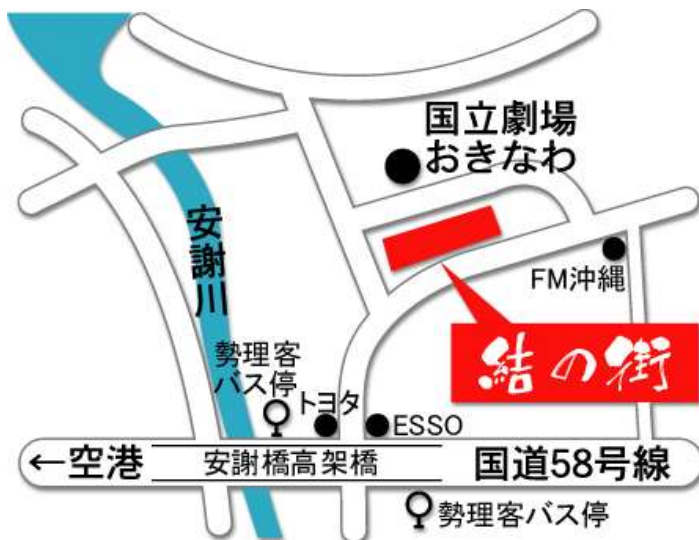 国立劇場
おきなわ
安謝川
FM沖縄
結の街
勢理客
バス停
トヨタ
ESSO
←空港
安謝橋高架橋
国道58号線
勢理客バス停